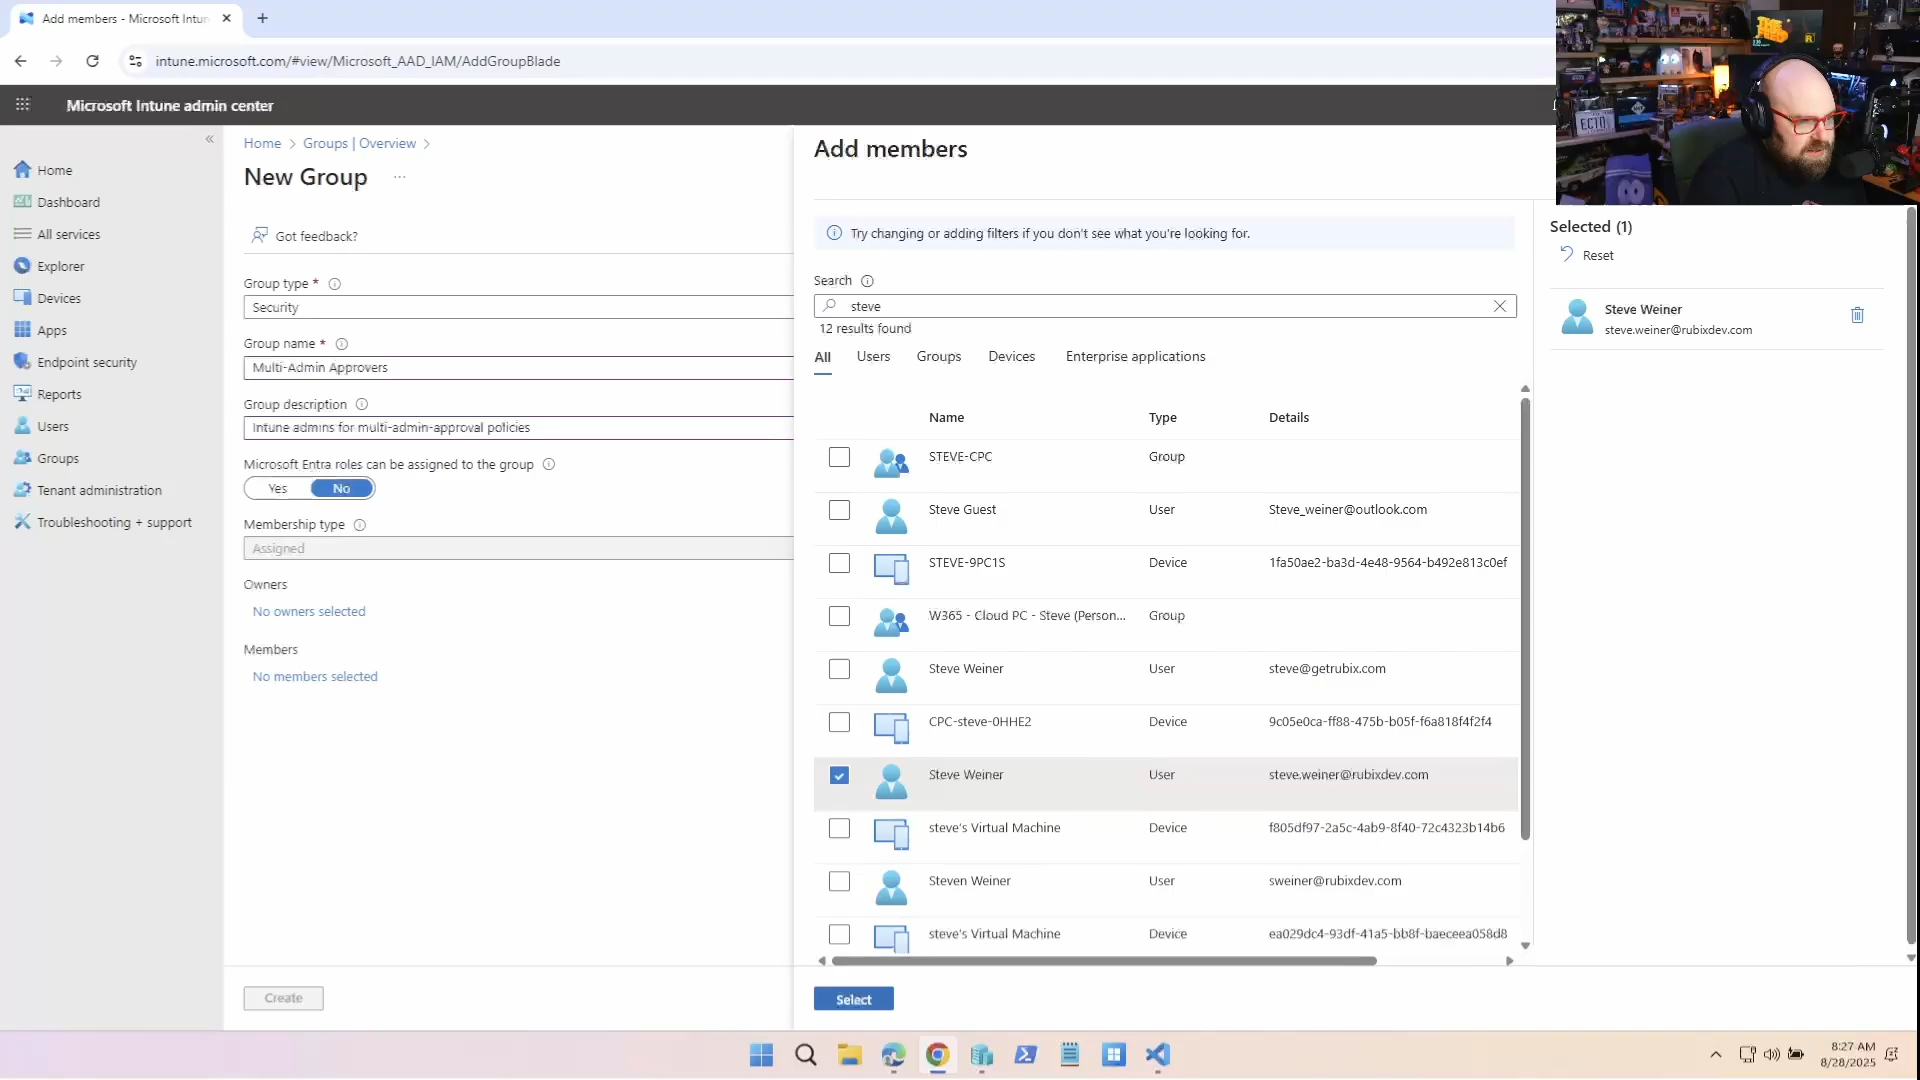 Add members - Microsoft Intun
intune.microsoft.com/#view/Microsoft_AAD_IAM/AddGroupBlade
Microsoft Intune admin center
Home
Dashboard
All services
Explorer
Devices
Apps
Endpoint security
Reports
Users
Groups
Tenant administration
Troubleshooting + support
Home > Groups | Overview >
New Group
Got feedback?
Group type *
Security
Group name *
Multi-Admin Approvers
Group description
Intune admins for multi-admin-approval policies
Microsoft Entra roles can be assigned to the group
Yes No
Membership type
Assigned
Owners
No owners selected
Members
No members selected
Create
Add members
Try changing or adding filters if you don't see what you're looking for.
Search
steve
12 results found
All Users Groups Devices Enterprise applications
Name Type Details
STEVE-CPC Group
Steve Guest User Steve_weiner@outlook.com
STEVE-9PC1S Device 1fa50ae2-ba3d-4e48-9564-b492e813c0ef
W365 - Cloud PC - Steve (Person... Group
Steve Weiner User steve@getrubix.com
CPC-steve-0HHE2 Device 9c05e0ca-ff88-475b-b05f-f6a818f4f2f4
Steve Weiner User steve.weiner@rubixdev.com
steve's Virtual Machine Device f805df97-2a5c-4ab9-8f40-72c4323b14b6
Steven Weiner User sweiner@rubixdev.com
steve's Virtual Machine Device ea029dc4-93df-41a5-bb8f-baeceea058d8
Select
Selected (1)
Reset
Steve Weiner
steve.weiner@rubixdev.com
8:27 AM
8/28/2025